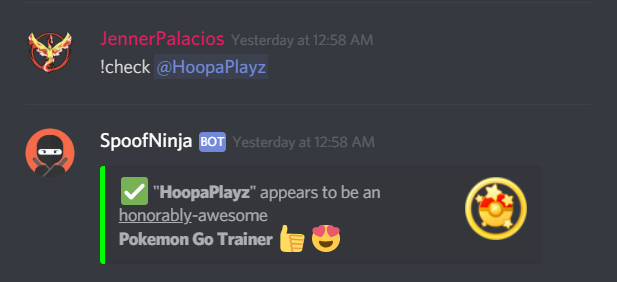 JennerPalacios Yesterday at 12:58 AM
!check @HoopaPlayz
SpoofNinja BOT Yesterday at 12:58 AM
"HoopaPlayz" appears to be an
honorably-awesome
Pokemon Go Trainer